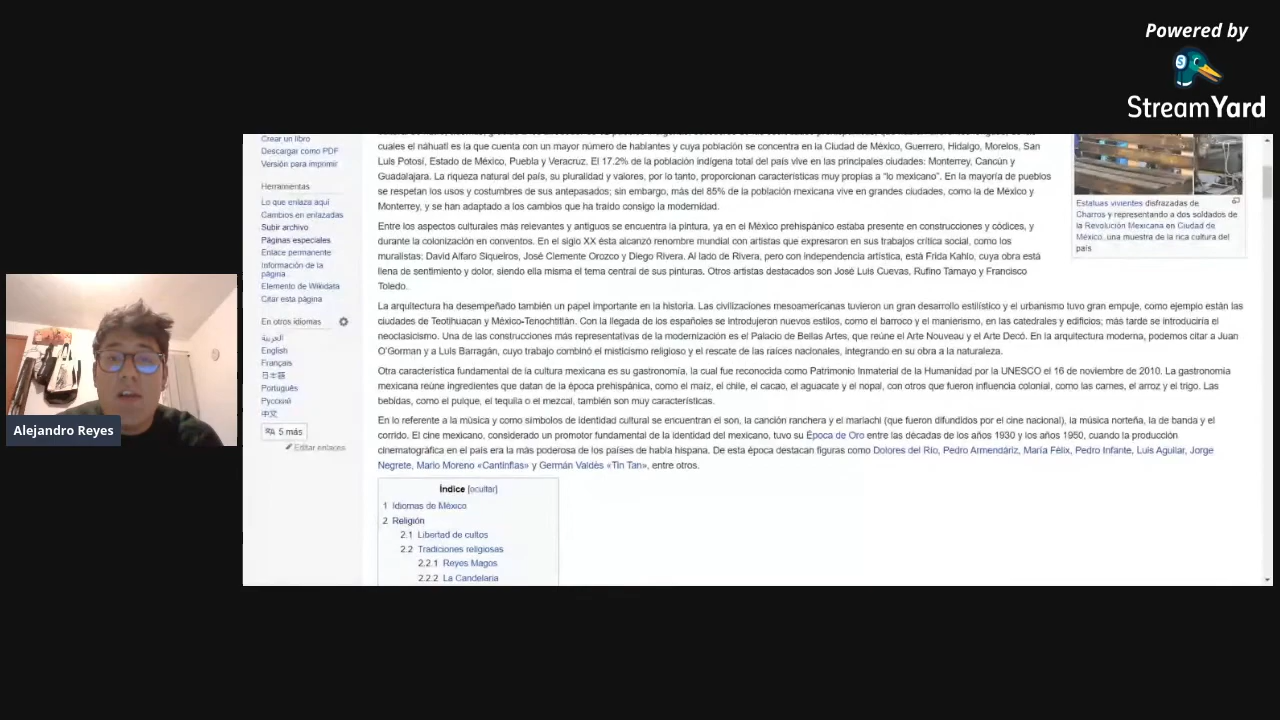 Powered by
StreamYard
Crear un libro
Descargar como PDF
Versión para imprimir
Herramientas
Lo que enlaza aquí
Cambios en enlazadas
Subir archivo
Páginas especiales
Enlace permanente
Información de la
página
Elemento de Wikidata
Citar esta página
En otros idiomas
العربية
English
Français
日本語
Português
Русский
中文
5 más
Editar enlaces
cuales el náhuatl es la que cuenta con un mayor número de hablantes y cuya población se concentra en la Ciudad de México, Guerrero, Hidalgo, Morelos, San
Luis Potosí, Estado de México, Puebla y Veracruz. El 17.2% de la población indígena total del país vive en las principales ciudades: Monterrey, Cancún y
Guadalajara. La riqueza natural del país, su pluralidad y valores, por lo tanto, proporcionan características muy propias a "lo mexicano". En la mayoría de pueblos
se respetan los usos y costumbres de sus antepasados; sin embargo, más del 85% de la población mexicana vive en grandes ciudades, como la de México y
Monterrey, y se han adaptado a los cambios que ha traído consigo la modernidad.
Entre los aspectos culturales más relevantes y antiguos se encuentra la pintura, ya en el México prehispánico estaba presente en construcciones y códices, y
durante la colonización en conventos. En el siglo XX ésta alcanzó renombre mundial con artistas que expresaron en sus trabajos crítica social, como los
muralistas: David Alfaro Siqueiros, José Clemente Orozco y Diego Rivera. Al lado de Rivera, pero con independencia artística, está Frida Kahlo, cuya obra está
llena de sentimiento y dolor, siendo ella misma el tema central de sus pinturas. Otros artistas destacados son José Luis Cuevas, Rufino Tamayo y Francisco
Toledo.
La arquitectura ha desempeñado también un papel importante en la historia. Las civilizaciones mesoamericanas tuvieron un gran desarrollo estilístico y el urbanismo tuvo gran empuje, como ejemplo están las
ciudades de Teotihuacan y México-Tenochtitlán. Con la llegada de los españoles se introdujeron nuevos estilos, como el barroco y el manierismo, en las catedrales y edificios; más tarde se introduciría el
neoclasicismo. Una de las construcciones más representativas de la modernización es el Palacio de Bellas Artes, que reúne el Arte Nouveau y el Arte Decó. En la arquitectura moderna, podemos citar a Juan
O'Gorman y a Luis Barragán, cuyo trabajo combinó el misticismo religioso y el rescate de las raíces nacionales, integrando en su obra a la naturaleza.
Otra característica fundamental de la cultura mexicana es su gastronomía, la cual fue reconocida como Patrimonio Inmaterial de la Humanidad por la UNESCO el 16 de noviembre de 2010. La gastronomía
mexicana reúne ingredientes que datan de la época prehispánica, como el maíz, el chile, el cacao, el aguacate y el nopal, con otros que fueron influencia colonial, como las carnes, el arroz y el trigo. Las
bebidas, como el pulque, el tequila o el mezcal, también son muy características.
En lo referente a la música y como símbolos de identidad cultural se encuentran el son, la canción ranchera y el mariachi (que fueron difundidos por el cine nacional), la música norteña, la de banda y el
corrido. El cine mexicano, considerado un promotor fundamental de la identidad del mexicano, tuvo su Época de Oro entre las décadas de los años 1930 y los años 1950, cuando la producción
cinematográfica en el país era la más poderosa de los países de habla hispana. De esta época destacan figuras como Dolores del Río, Pedro Armendáriz, María Félix, Pedro Infante, Luis Aguilar, Jorge
Negrete, Mario Moreno «Cantinflas» y Germán Valdés «Tin Tan», entre otros.
Índice [ocultar]
1 Idiomas de México
2 Religión
2.1 Libertad de cultos
2.2 Tradiciones religiosas
2.2.1 Reyes Magos
2.2.2 La Candelaria
Estatuas vivientes disfrazadas de
Charros y representando a dos soldados de
la Revolución Mexicana en Ciudad de
México, una muestra de la rica cultura del
país
Alejandro Reyes